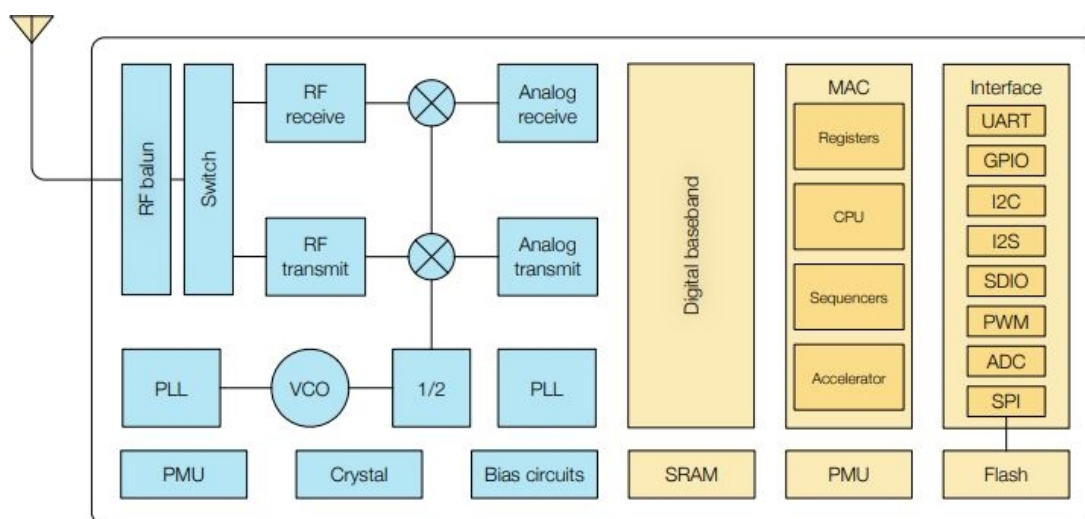 RF balun
Switch
RF
receive
Analog
receive
RF
transmit
Analog
transmit
PLL
VCO
1/2
PLL
PMU
Crystal
Bias circuits
Digital baseband
SRAM
MAC
Registers
CPU
Sequencers
Accelerator
PMU
Interface
UART
GPIO
I2C
I2S
SDIO
PWM
ADC
SPI
Flash